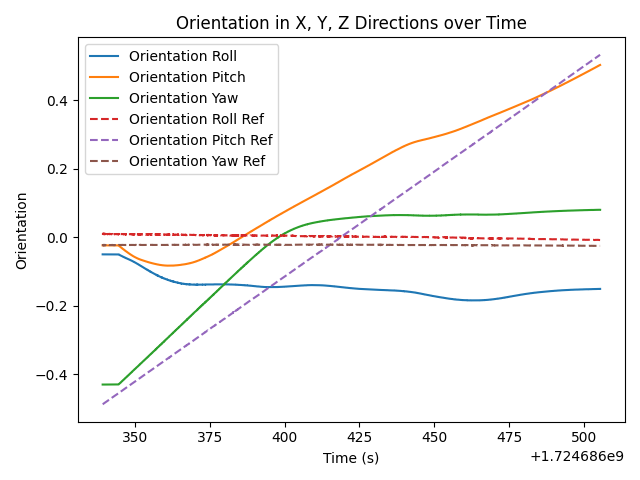 Orientation in X, Y, Z Directions over Time
Orientation Roll
Orientation Pitch
Orientation Yaw
Orientation Roll Ref
Orientation Pitch Ref
Orientation Yaw Ref
Orientation
0.4
0.2
0.0
−0.2
−0.4
350 375 400 425 450 475 500
Time (s)
+1.724686e9